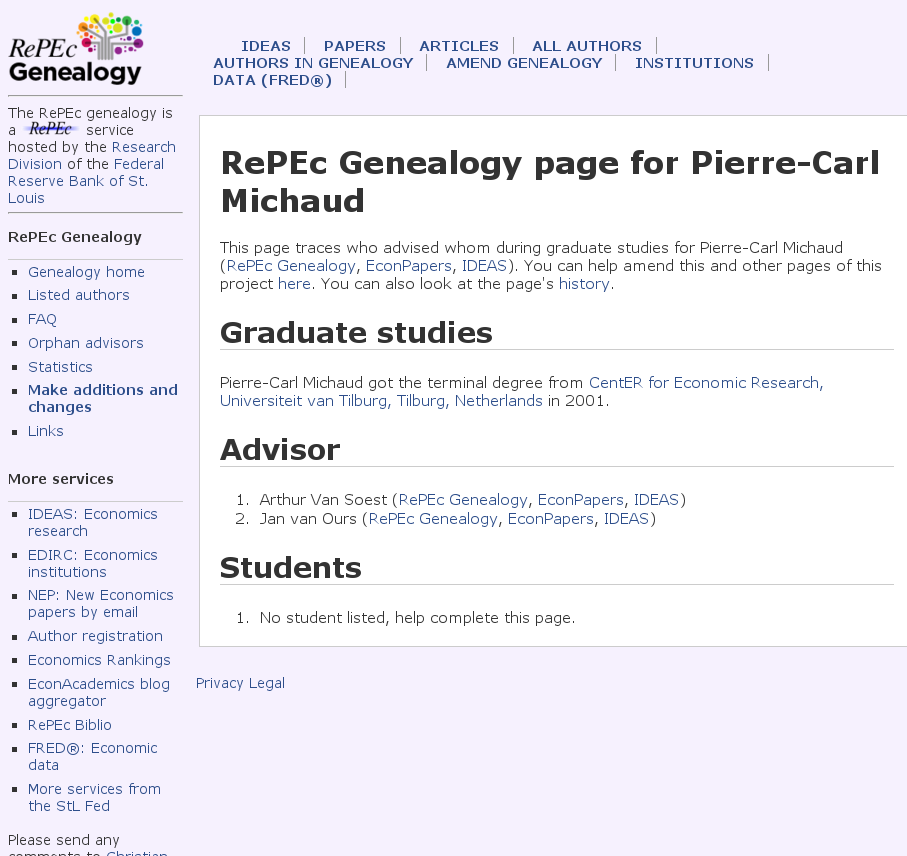 RePEc
Genealogy
The RePEc genealogy is
a RePEc service
hosted by the Research
Division of the Federal
Reserve Bank of St.
Louis
RePEc Genealogy
Genealogy home
Listed authors
FAQ
Orphan advisors
Statistics
Make additions and
changes
Links
More services
IDEAS: Economics
research
EDIRC: Economics
institutions
NEP: New Economics
papers by email
Author registration
Economics Rankings
EconAcademics blog
aggregator
RePEc Biblio
FRED®: Economic
data
More services from
the StL Fed
Please send any
comments to Christian
IDEAS PAPERS ARTICLES ALL AUTHORS
AUTHORS IN GENEALOGY AMEND GENEALOGY INSTITUTIONS
DATA (FRED®)
RePEc Genealogy page for Pierre-Carl
Michaud
This page traces who advised whom during graduate studies for Pierre-Carl Michaud
(RePEc Genealogy, EconPapers, IDEAS). You can help amend this and other pages of this
project here. You can also look at the page's history.
Graduate studies
Pierre-Carl Michaud got the terminal degree from CentER for Economic Research,
Universiteit van Tilburg, Tilburg, Netherlands in 2001.
Advisor
1. Arthur Van Soest (RePEc Genealogy, EconPapers, IDEAS)
2. Jan van Ours (RePEc Genealogy, EconPapers, IDEAS)
Students
1. No student listed, help complete this page.
Privacy Legal